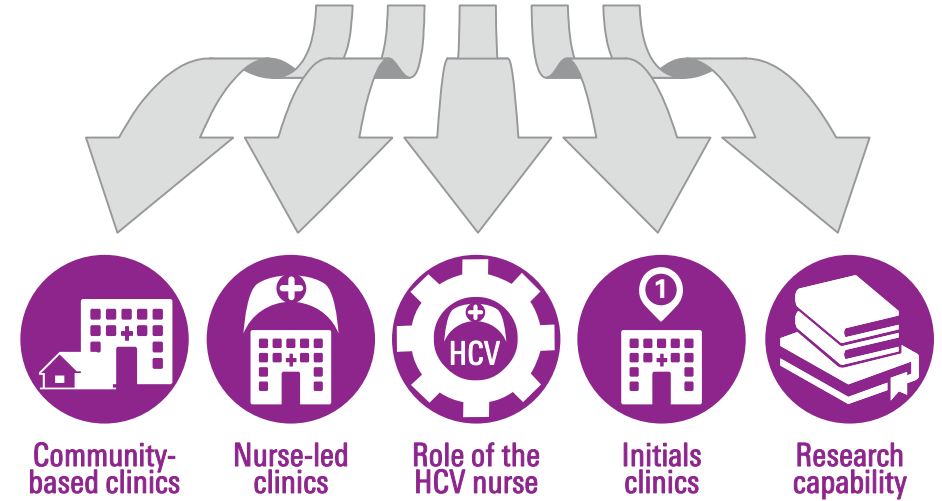 HCV
1
Community-
based clinics
Nurse-led
clinics
Role of the
HCV nurse
Initials
clinics
Research
capability